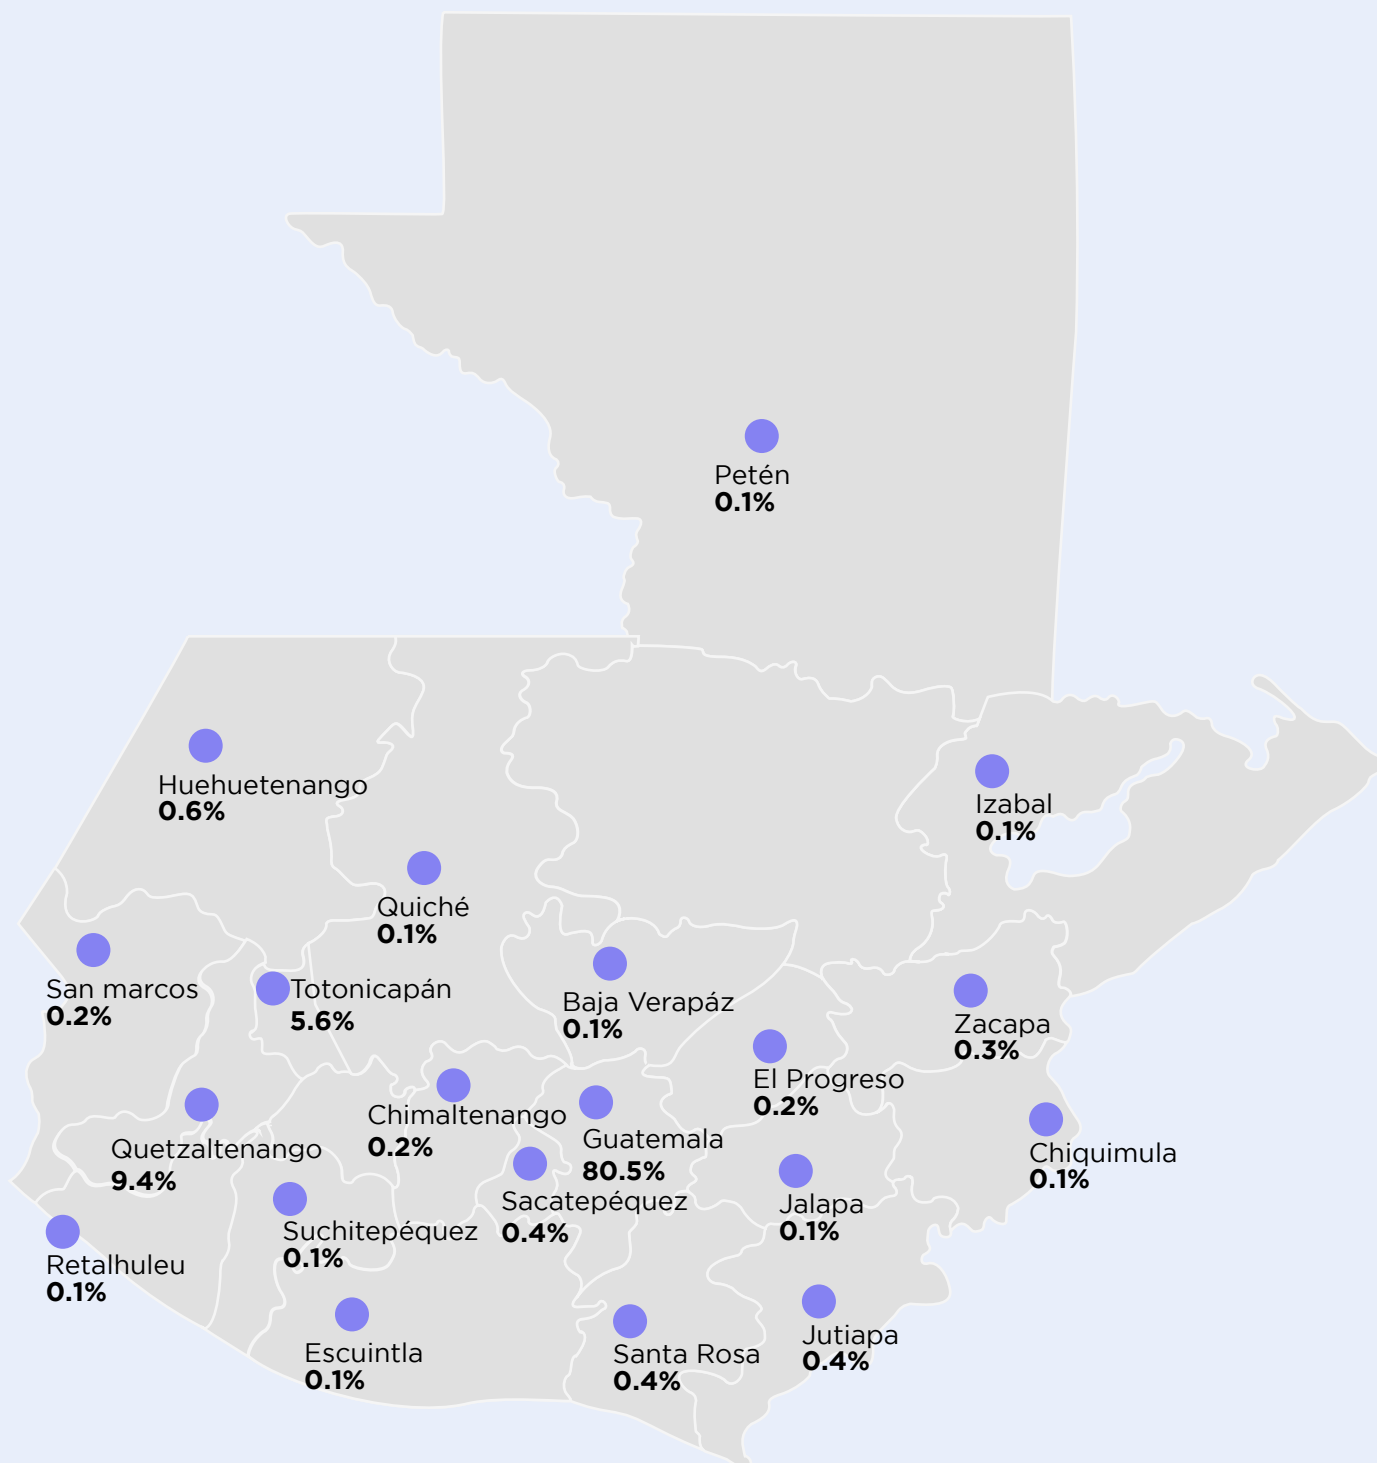 Petén
0.1%
Huehuetenango
0.6%
Izabal
0.1%
Quiché
0.1%
San marcos
0.2%
Totonicapán
5.6%
Baja Verapáz
0.1%
Zacapa
0.3%
El Progreso
0.2%
Chimaltenango
0.2%
Guatemala
80.5%
Quetzaltenango
9.4%
Chiquimula
0.1%
Sacatepéquez
0.4%
Jalapa
0.1%
Suchitepéquez
0.1%
Retalhuleu
0.1%
Escuintla
0.1%
Santa Rosa
0.4%
Jutiapa
0.4%